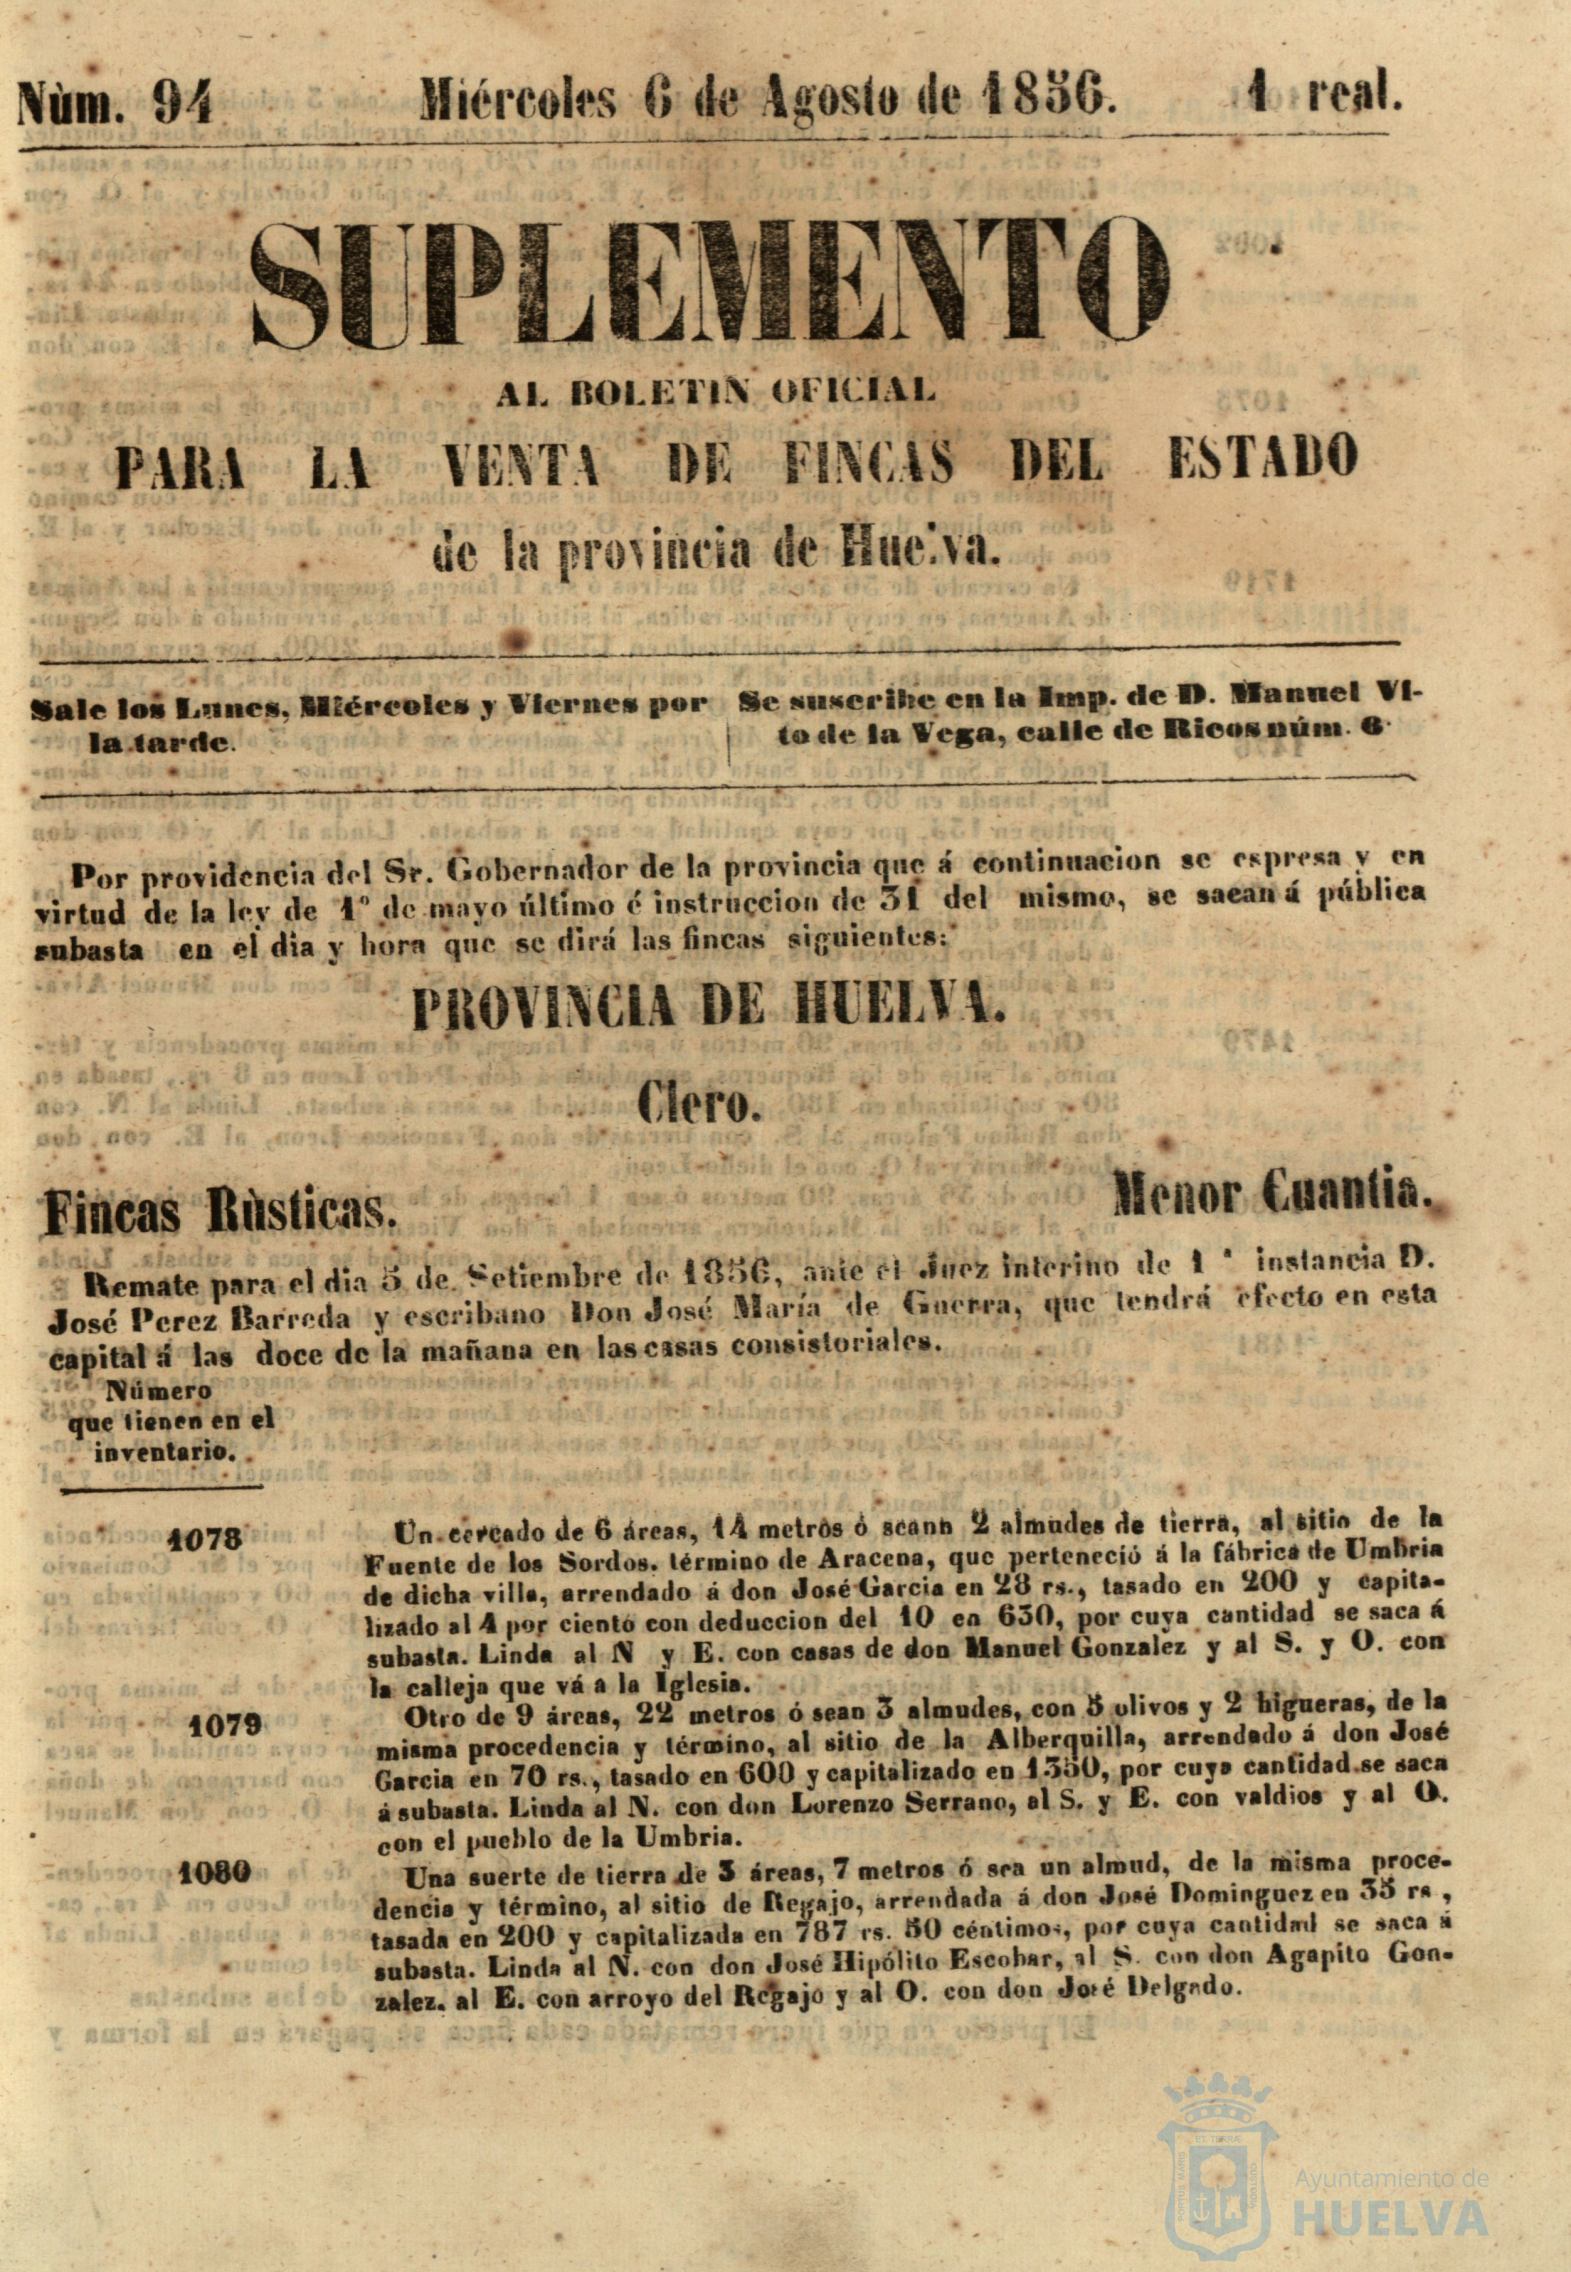 Nùm. 94 Miércoles 6 de Agosto de 1856. 1 real.
SUPLEMENTO
AL BOLETIN OFICIAL
PARA LA VENTA DE FINCAS DEL ESTADO
de la provincia de Huelva.
Sale los Lunes, Miércoles y Viernes por
la tarde.
Se suscribe en la Imp. de D. Manuel Vi-
to de la Vega, calle de Ricos núm. 6
Por providencia del Sr. Gobernador de la provincia que á continuacion se espresa y en
virtud de la ley de 1º de mayo último é instruccion de 31 del mismo, se sacan á pública
subasta en el dia y hora que se dirá las fincas siguientes:
PROVINCIA DE HUELVA.
Clero.
Fincas Rùsticas. Menor Cuantia.
Remate para el dia 5 de Setiembre de 1856, ante el Juez interino de 1ª instancia D.
José Perez Barreda y escribano Don José María de Guerra, que tendrá efecto en esta
capital á las doce de la mañana en las casas consistoriales.
Número
que tienen en el
inventario.
1078 Un cercado de 6 áreas, 14 metros ó seann 2 almudes de tierra, al sitio de la
Fuente de los Sordos, término de Aracena, que perteneció á la fábrica de Umbria
de dicha villa, arrendado á don José Garcia en 28 rs., tasado en 200 y capita-
lizado al 4 por ciento con deduccion del 10 en 630, por cuya cantidad se saca á
subasta. Linda al N y E. con casas de don Manuel Gonzalez y al S. y O. con
la calleja que vá a la Iglesia.
1079 Otro de 9 áreas, 22 metros ó sean 3 almudes, con 5 olivos y 2 higueras, de la
misma procedencia y término, al sitio de la Alberquilla, arrendado á don José
Garcia en 70 rs., tasado en 600 y capitalizado en 1350, por cuya cantidad se saca
á subasta. Linda al N. con don Lorenzo Serrano, al S. y E. con valdios y al O.
con el pueblo de la Umbria.
1080 Una suerte de tierra de 3 áreas, 7 metros ó sea un almud, de la misma proce-
dencia y término, al sitio de Regajo, arrendada á don José Dominguez en 35 rs,
tasada en 200 y capitalizada en 787 rs. 50 céntimos, por cuya cantidad se saca á
subasta. Linda al N. con don José Hipólito Escobar, al S. con don Agapito Gon-
zalez, al E. con arroyo del Regajo y al O. con don José Delgado.
Ayuntamiento de
HUELVA